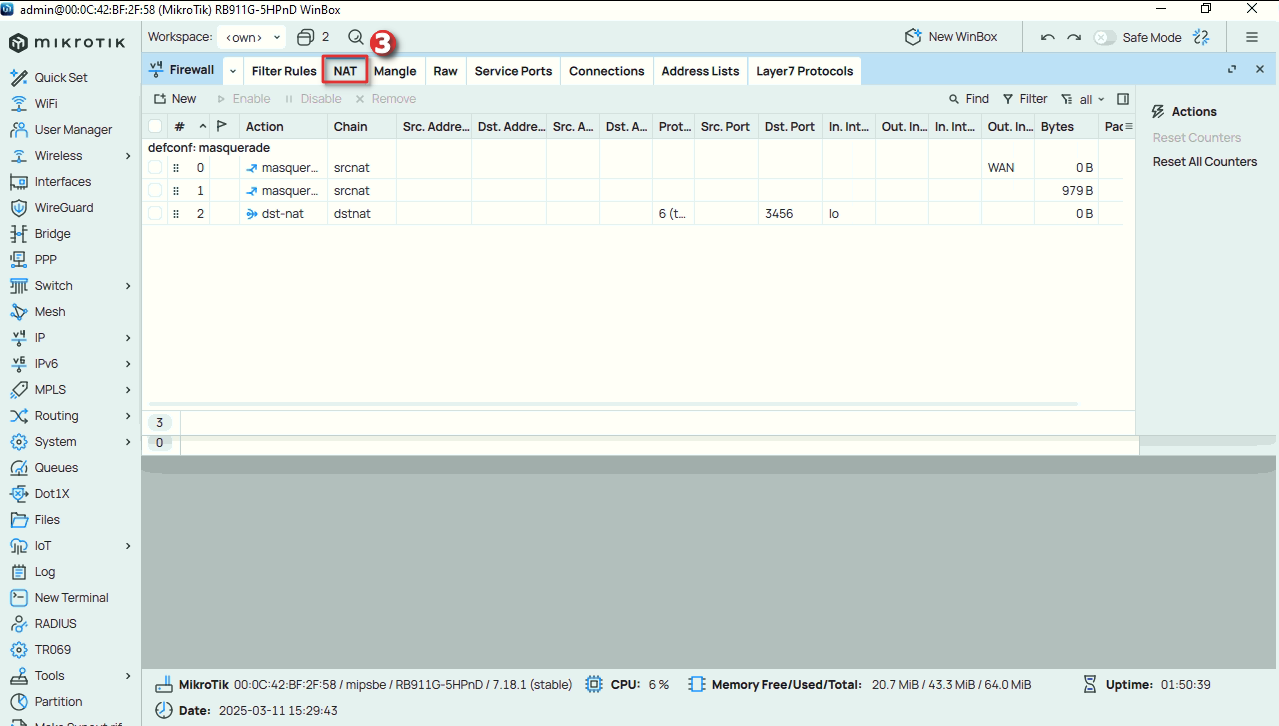 admin@00:0C:42:BF:2F:58 (MikroTik) RB911G-5HPnD WinBox
MIKROTIK Workspace: <own> 2 3 New WinBox Safe Mode
v4 Firewall Filter Rules NAT Mangle Raw Service Ports Connections Address Lists Layer7 Protocols
New Enable Disable Remove Find Filter all
# Action Chain Src. Addre... Dst. Addre... Src. A... Dst. A... Prot... Src. Port Dst. Port In. Int... Out. In... In. Int... Out. In... Bytes Pac
defconf: masquerade
0 masquer... srcnat WAN 0 B
1 masquer... srcnat 979 B
2 dst-nat dstnat 6 (t... 3456 lo 0 B
3
0
Actions
Reset Counters
Reset All Counters
Quick Set
WiFi
User Manager
Wireless
Interfaces
WireGuard
Bridge
PPP
Switch
Mesh
v4 IP
v6 IPv6
MPLS
Routing
System
Queues
Dot1X
Files
IoT
Log
New Terminal
RADIUS
TR069
Tools
Partition
MikroTik 00:0C:42:BF:2F:58 / mipsbe / RB911G-5HPnD / 7.18.1 (stable) CPU: 6 % Memory Free/Used/Total: 20.7 MiB / 43.3 MiB / 64.0 MiB Uptime: 01:50:39
Date: 2025-03-11 15:29:43